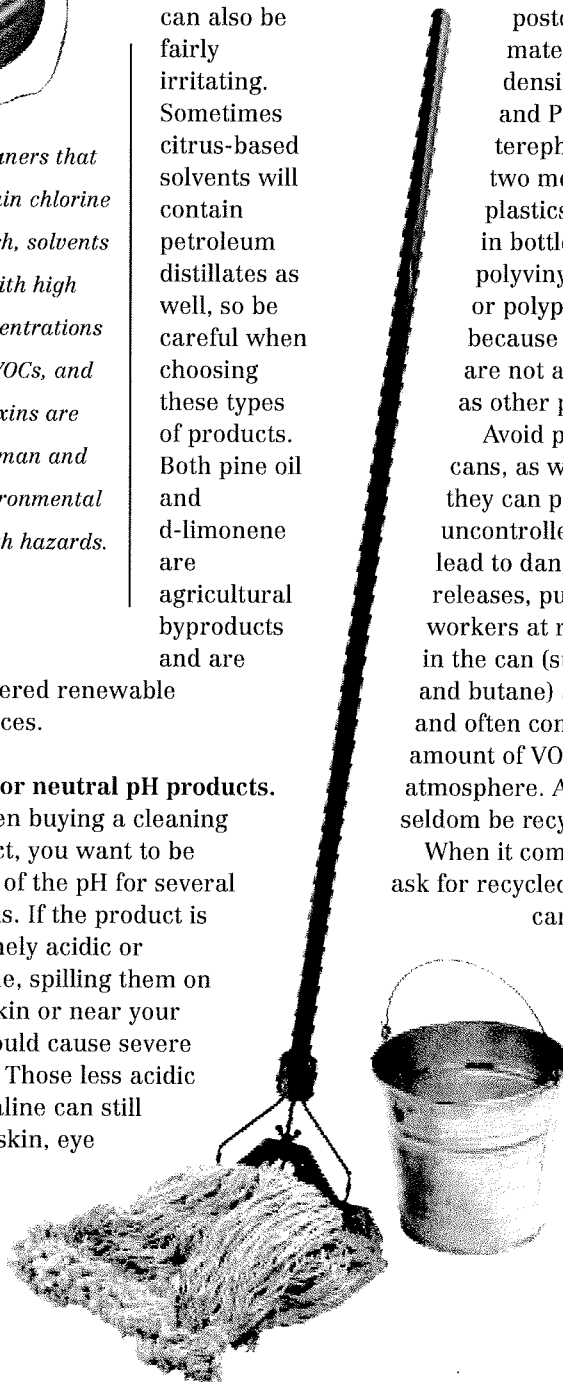 can also be
fairly
irritating.
Sometimes
citrus-based
solvents will
contain
petroleum
distillates as
well, so be
careful when
choosing
these types
of products.
Both pine oil
and
d-limonene
are
agricultural
byproducts
and are
ered renewable
ces.
ners that
in chlorine
h, solvents
ith high
entrations
VOCs, and
xins are
man and
ronmental
h hazards.
or neutral pH products.
en buying a cleaning
ct, you want to be
of the pH for several
s. If the product is
nely acidic or
e, spilling them on
kin or near your
ould cause severe
Those less acidic
aline can still
skin, eye
posto
mate
densi
and P
tereph
two me
plastics
in bottle
polyviny
or polyp
because
are not a
as other p
Avoid p
cans, as w
they can p
uncontrolle
lead to dan
releases, pu
workers at r
in the can (s
and butane)
and often con
amount of VO
atmosphere. A
seldom be recy
When it com
ask for recycled
car